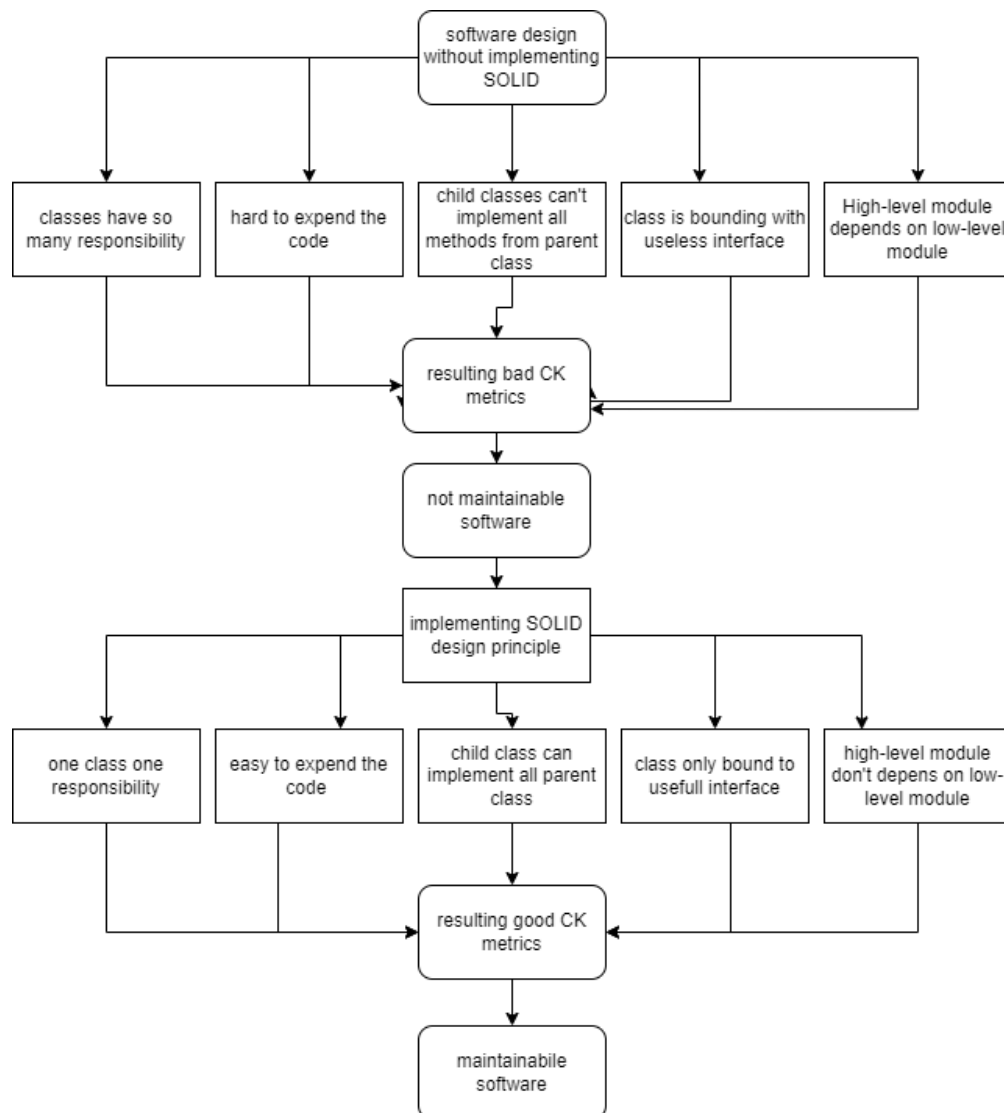 software design
without implementing
SOLID
classes have so
many responsibility
hard to expend the
code
child classes can't
implement all
methods from parent
class
class is bounding with
useless interface
High-level module
depends on low-level
module
resulting bad CK
metrics
not maintainable
software
implementing SOLID
design principle
one class one
responsibility
easy to expend the
code
child class can
implement all parent
class
class only bound to
usefull interface
high-level module
don't depens on low-
level module
resulting good CK
metrics
maintainabile
software